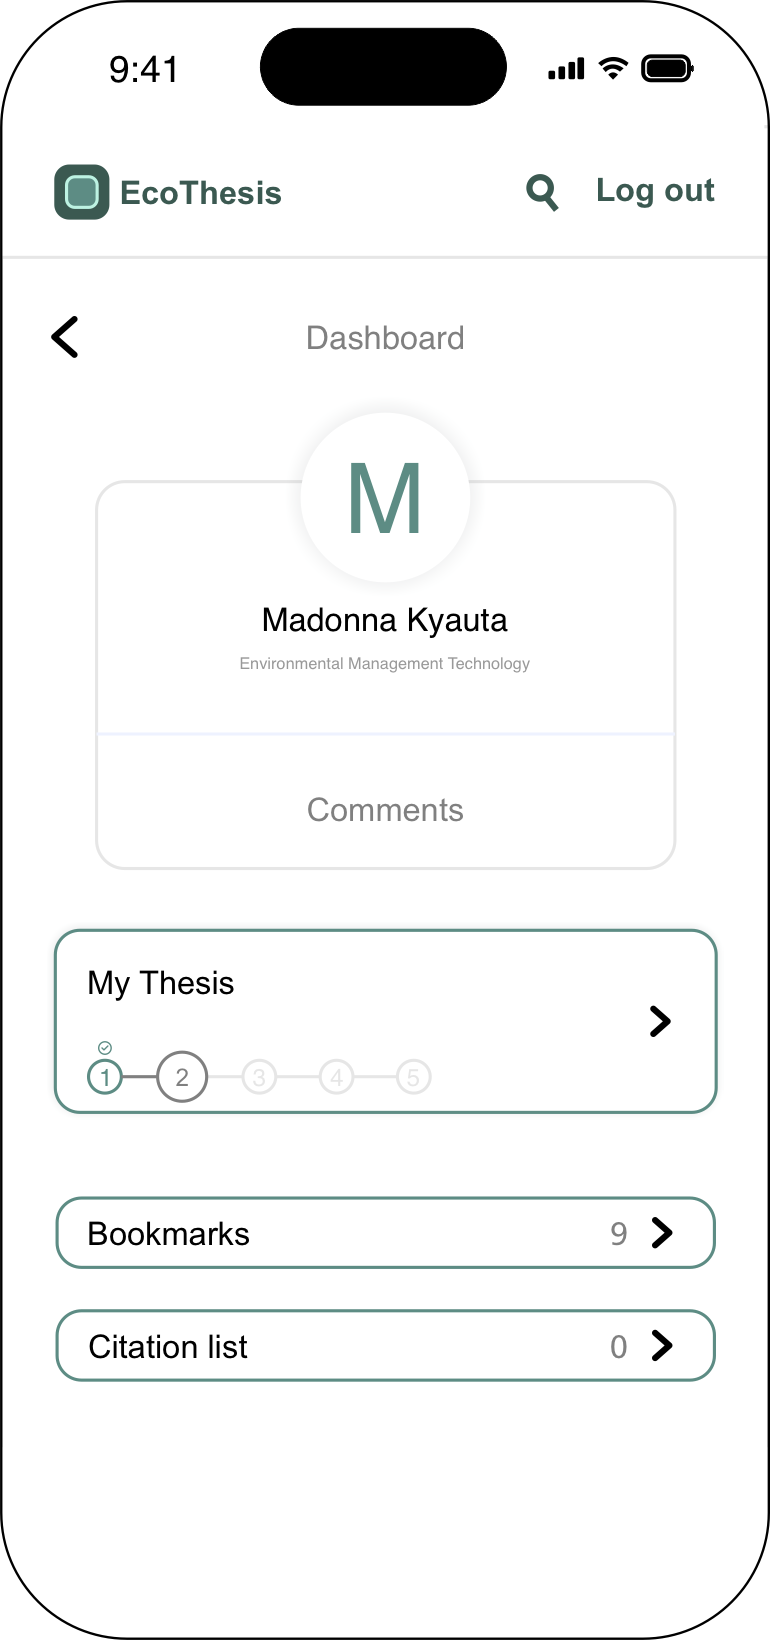 9:41
EcoThesis
Log out
Dashboard
M
Madonna Kyauta
Environmental Management Technology
Comments
My Thesis
1 2 3 4 5
Bookmarks 9
Citation list 0